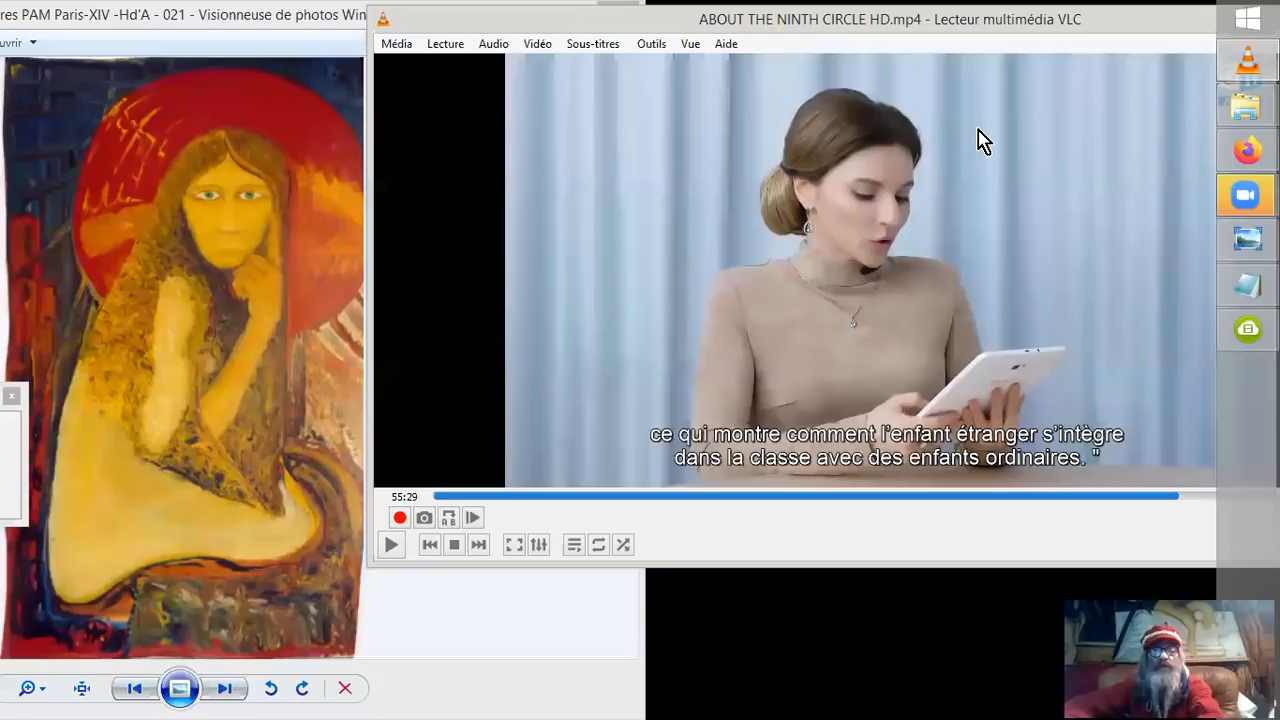 res PAM Paris-XIV -Hd'A - 021 - Visionneuse de photos Win
uvrir
ABOUT THE NINTH CIRCLE HD.mp4 - Lecteur multimédia VLC
Média Lecture Audio Vidéo Sous-titres Outils Vue Aide
ce qui montre comment l'enfant étranger s'intègre
dans la classe avec des enfants ordinaires. "
55:29
x